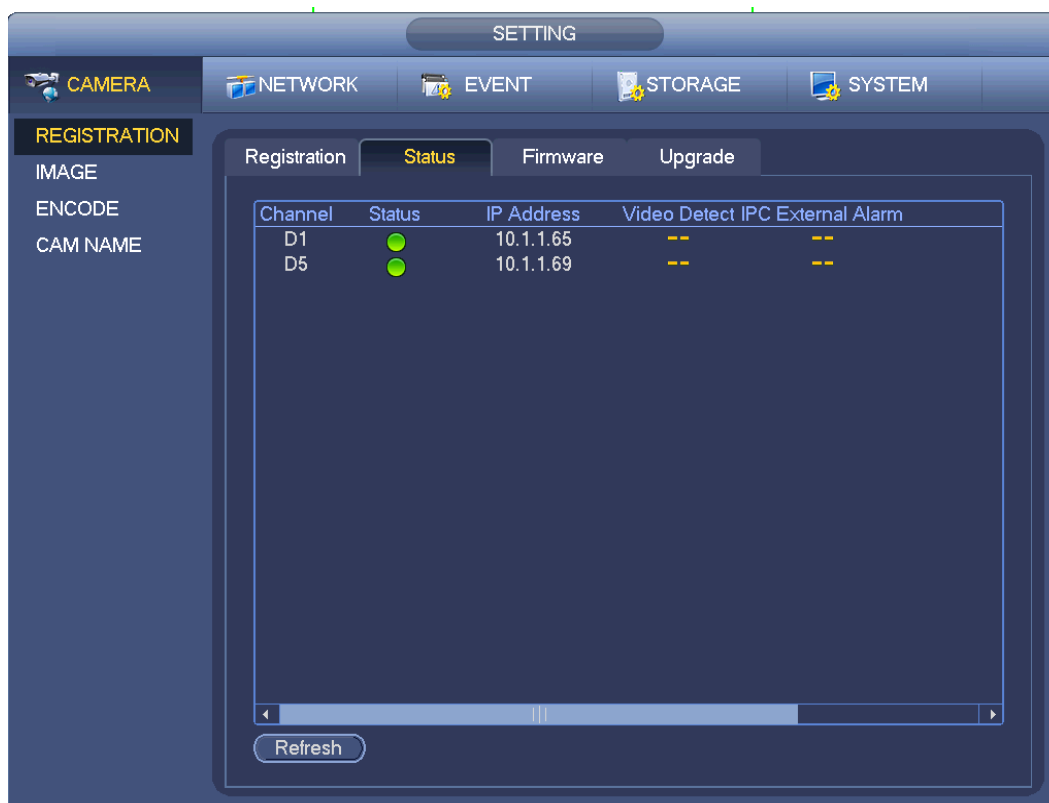 SETTING
CAMERA NETWORK EVENT STORAGE SYSTEM
REGISTRATION
IMAGE
ENCODE
CAM NAME
Registration Status Firmware Upgrade
Channel Status IP Address Video Detect IPC External Alarm
D1 10.1.1.65 -- --
D5 10.1.1.69 -- --
Refresh